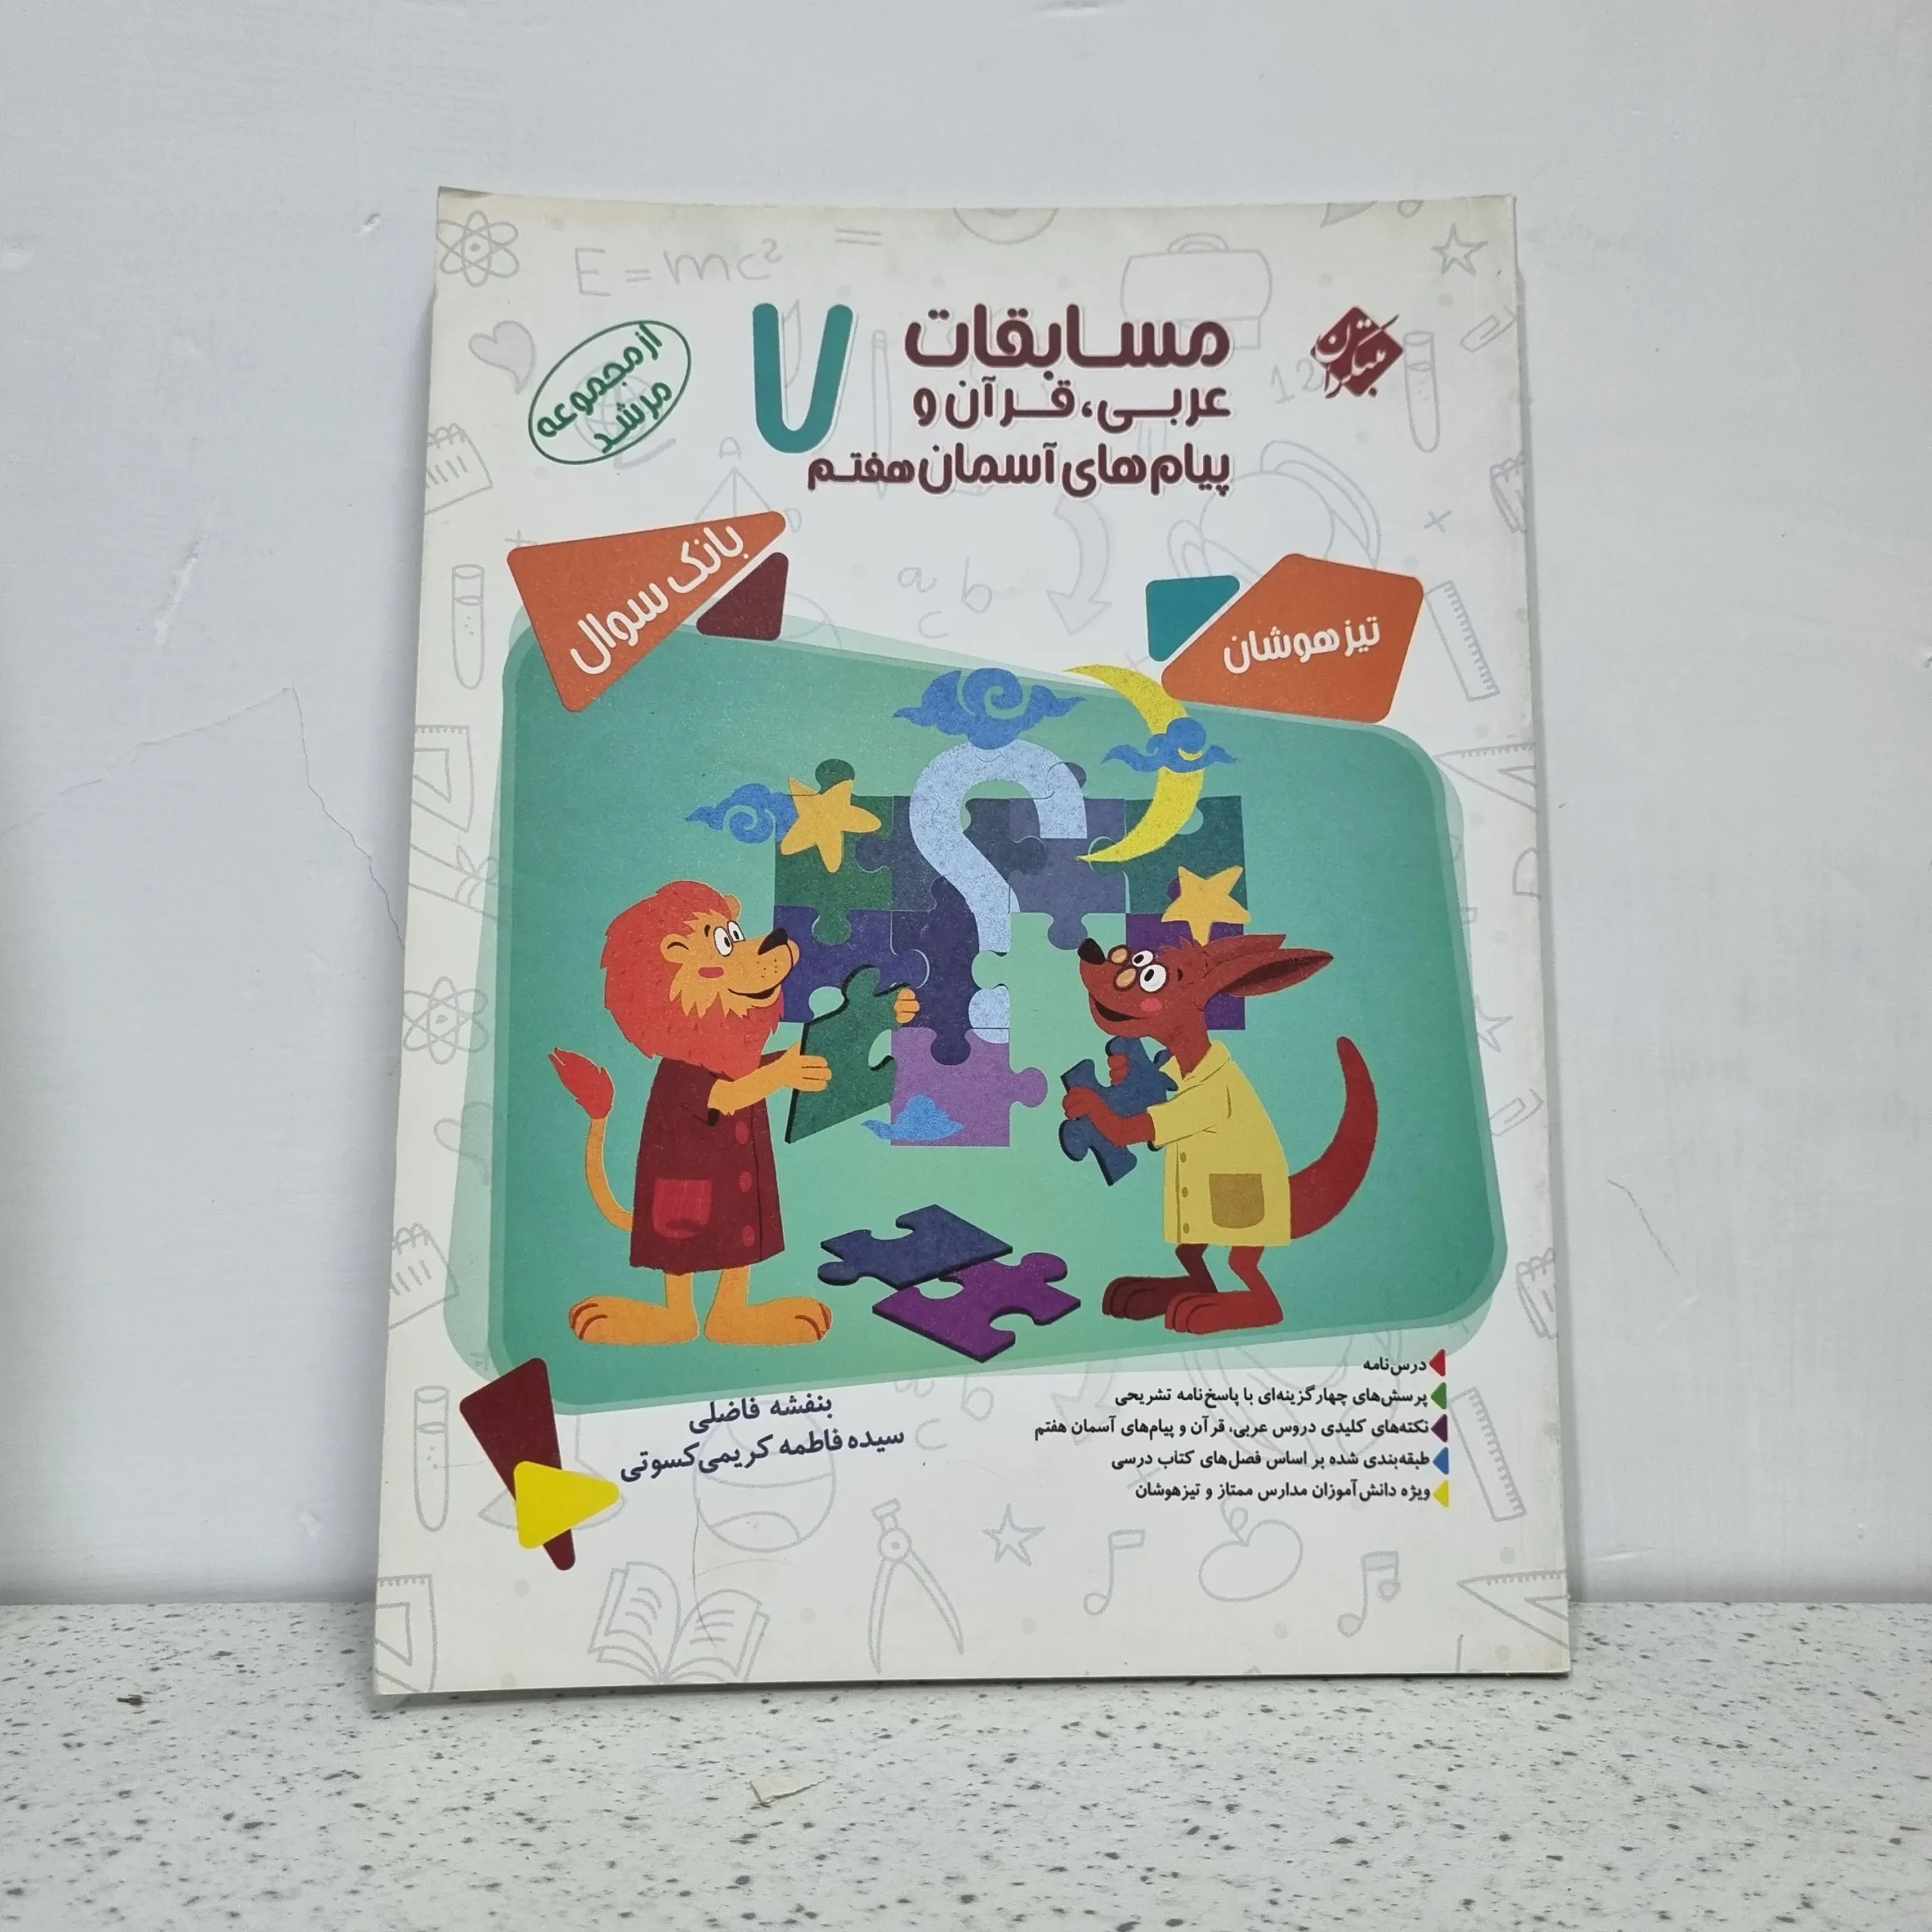 مبتکران
مسابقات
عربی، قرآن و
پیام‌های آسمان هفتم
۷
از مجموعه
مرشد
بانک سوال
تیزهوشان
درس‌نامه
پرسش‌های چهارگزینه‌ای با پاسخ‌نامه تشریحی
نکته‌های کلیدی دروس عربی، قرآن و پیام‌های آسمان هفتم
طبقه‌بندی شده بر اساس فصل‌های کتاب درسی
ویژه دانش‌آموزان مدارس ممتاز و تیزهوشان
بنفشه فاضلی
سیده فاطمه کریمی‌کسوتی
E = mc²
a b
c